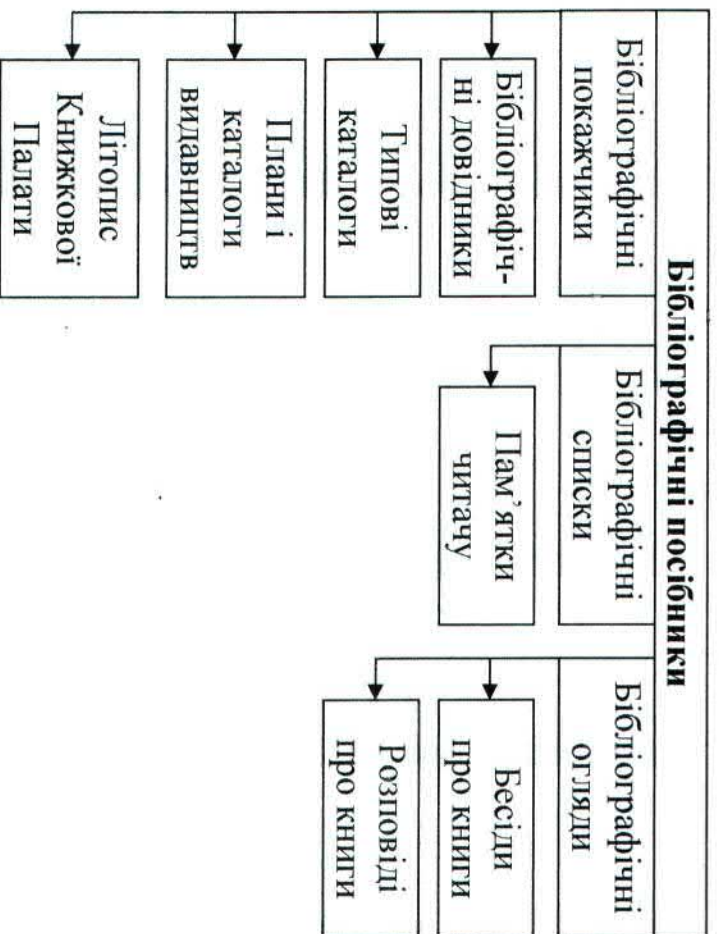 Бібліографічні посібники
Бібліографічні
покажчики
Бібліографіч-
ні довідники
Типові
каталоги
Плани і
каталоги
видавництв
Літопис
Книжкової
Палати
Бібліографічні
списки
Пам’ятки
читачу
Бібліографічні
огляди
Бесіди
про книги
Розповіді
про книги